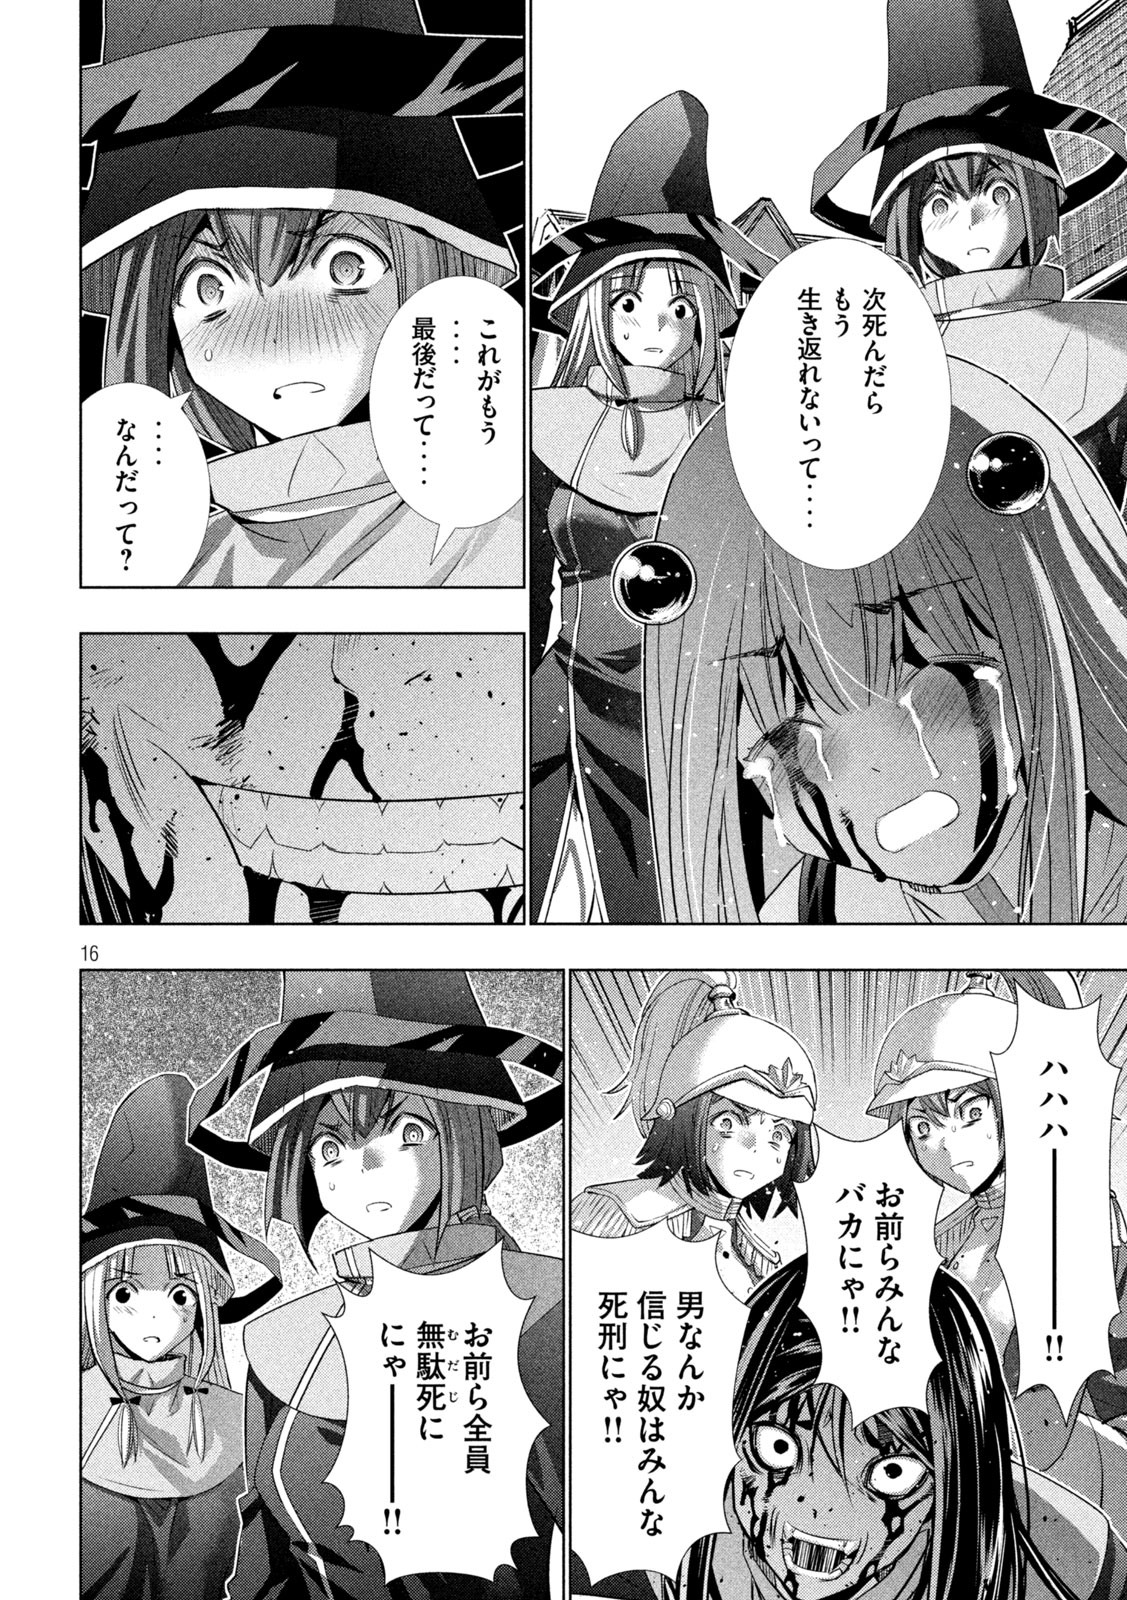 次死んだら
もう
生き返れないって‥‥
これがもう
‥‥
最後だって‥‥
‥‥
なんだって?
16
ハハハ━━!!
お前らみんな
バカにゃ!!
男なんか
信じる奴はみんな
死刑にゃ!!
お前ら全員
無駄死に
むだじ
にゃ━━!!